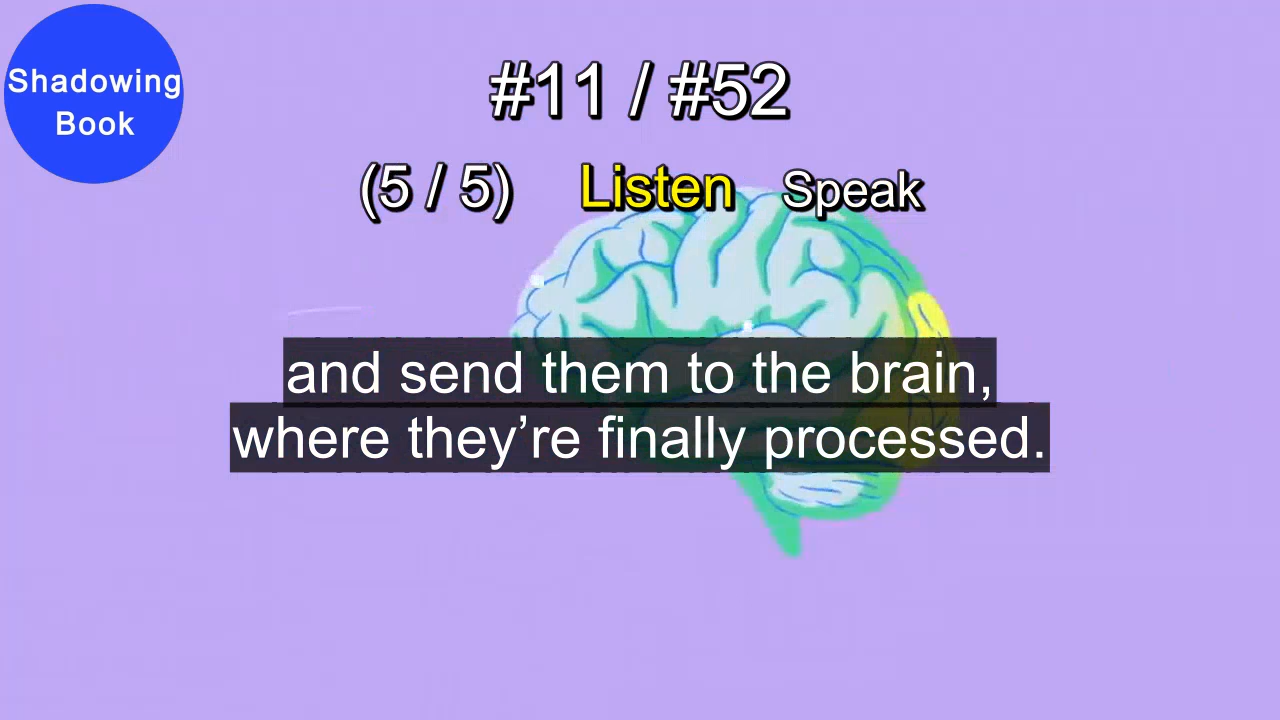 Shadowing
Book
#11 / #52
(5 / 5) Listen Speak
and send them to the brain,
where they’re finally processed.